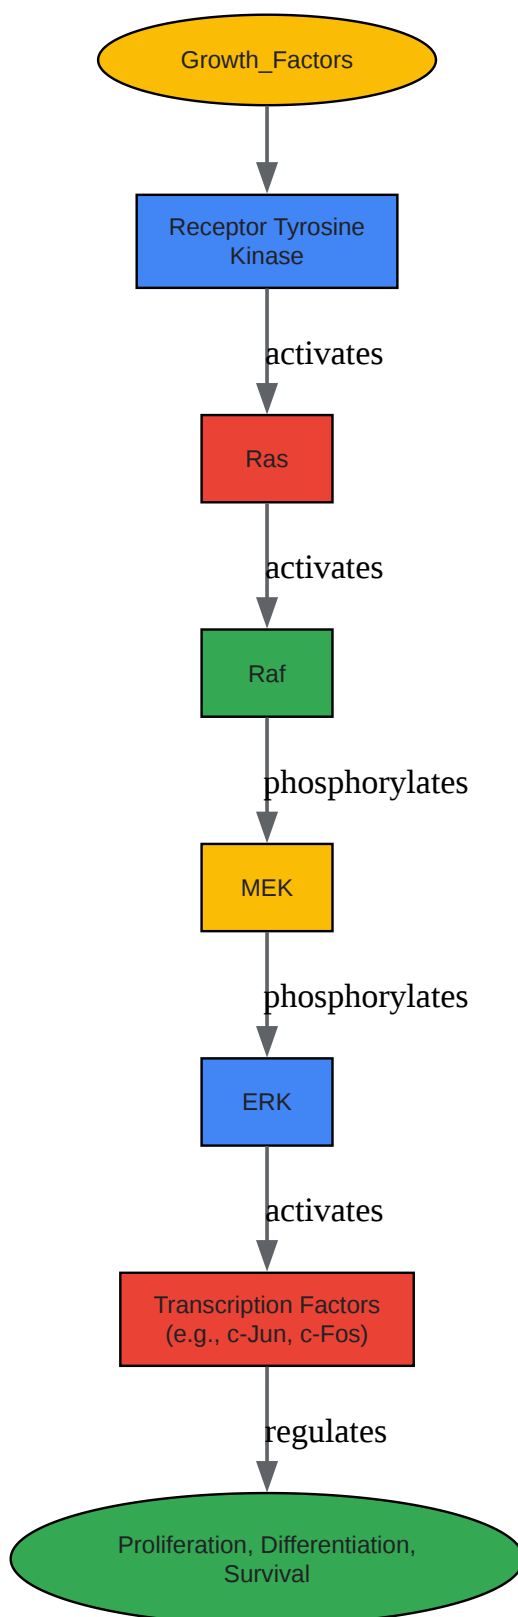 Growth_Factors
Receptor Tyrosine
Kinase
activates
Ras
activates
Raf
phosphorylates
MEK
phosphorylates
ERK
activates
Transcription Factors
(e.g., c-Jun, c-Fos)
regulates
Proliferation, Differentiation,
Survival